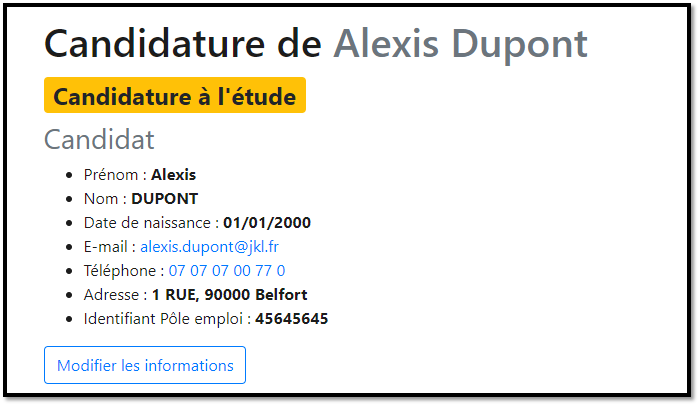 Candidature de Alexis Dupont
Candidature à l'étude
Candidat
Prénom : Alexis
Nom : DUPONT
Date de naissance : 01/01/2000
E-mail : alexis.dupont@jkl.fr
Téléphone : 07 07 07 00 77 0
Adresse : 1 RUE, 90000 Belfort
Identifiant Pôle emploi : 45645645
Modifier les informations